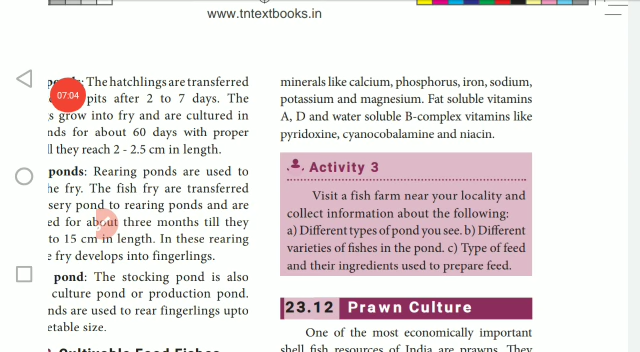 www.tntextbooks.in
The hatchlings are transferred
pits after 2 to 7 days. The
grow into fry and are cultured in
for about 60 days with proper
they reach 2 - 2.5 cm in length.
ponds: Rearing ponds are used to
fry. The fish fry are transferred
pond to rearing ponds and are
for about three months till they
to 15 cm in length. In these rearing
fry develops into fingerlings.
pond: The stocking pond is also
culture pond or production pond.
are used to rear fingerlings upto
size.
Cultivable Food Fishes
07:04
minerals like calcium, phosphorus, iron, sodium,
potassium and magnesium. Fat soluble vitamins
A, D and water soluble B-complex vitamins like
pyridoxine, cyanocobalamine and niacin.
Activity 3
Visit a fish farm near your locality and
collect information about the following:
a) Different types of pond you see. b) Different
varieties of fishes in the pond. c) Type of feed
and their ingredients used to prepare feed.
23.12 Prawn Culture
One of the most economically important
shell fish resources of India are prawns. They